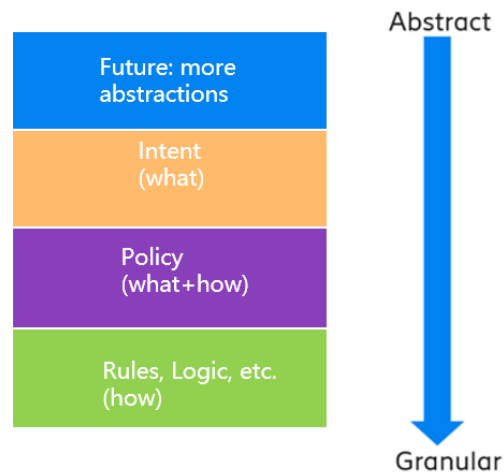 Abstract
Future: more
abstractions
Intent
(what)
Policy
(what+how)
Rules, Logic, etc.
(how)
Granular